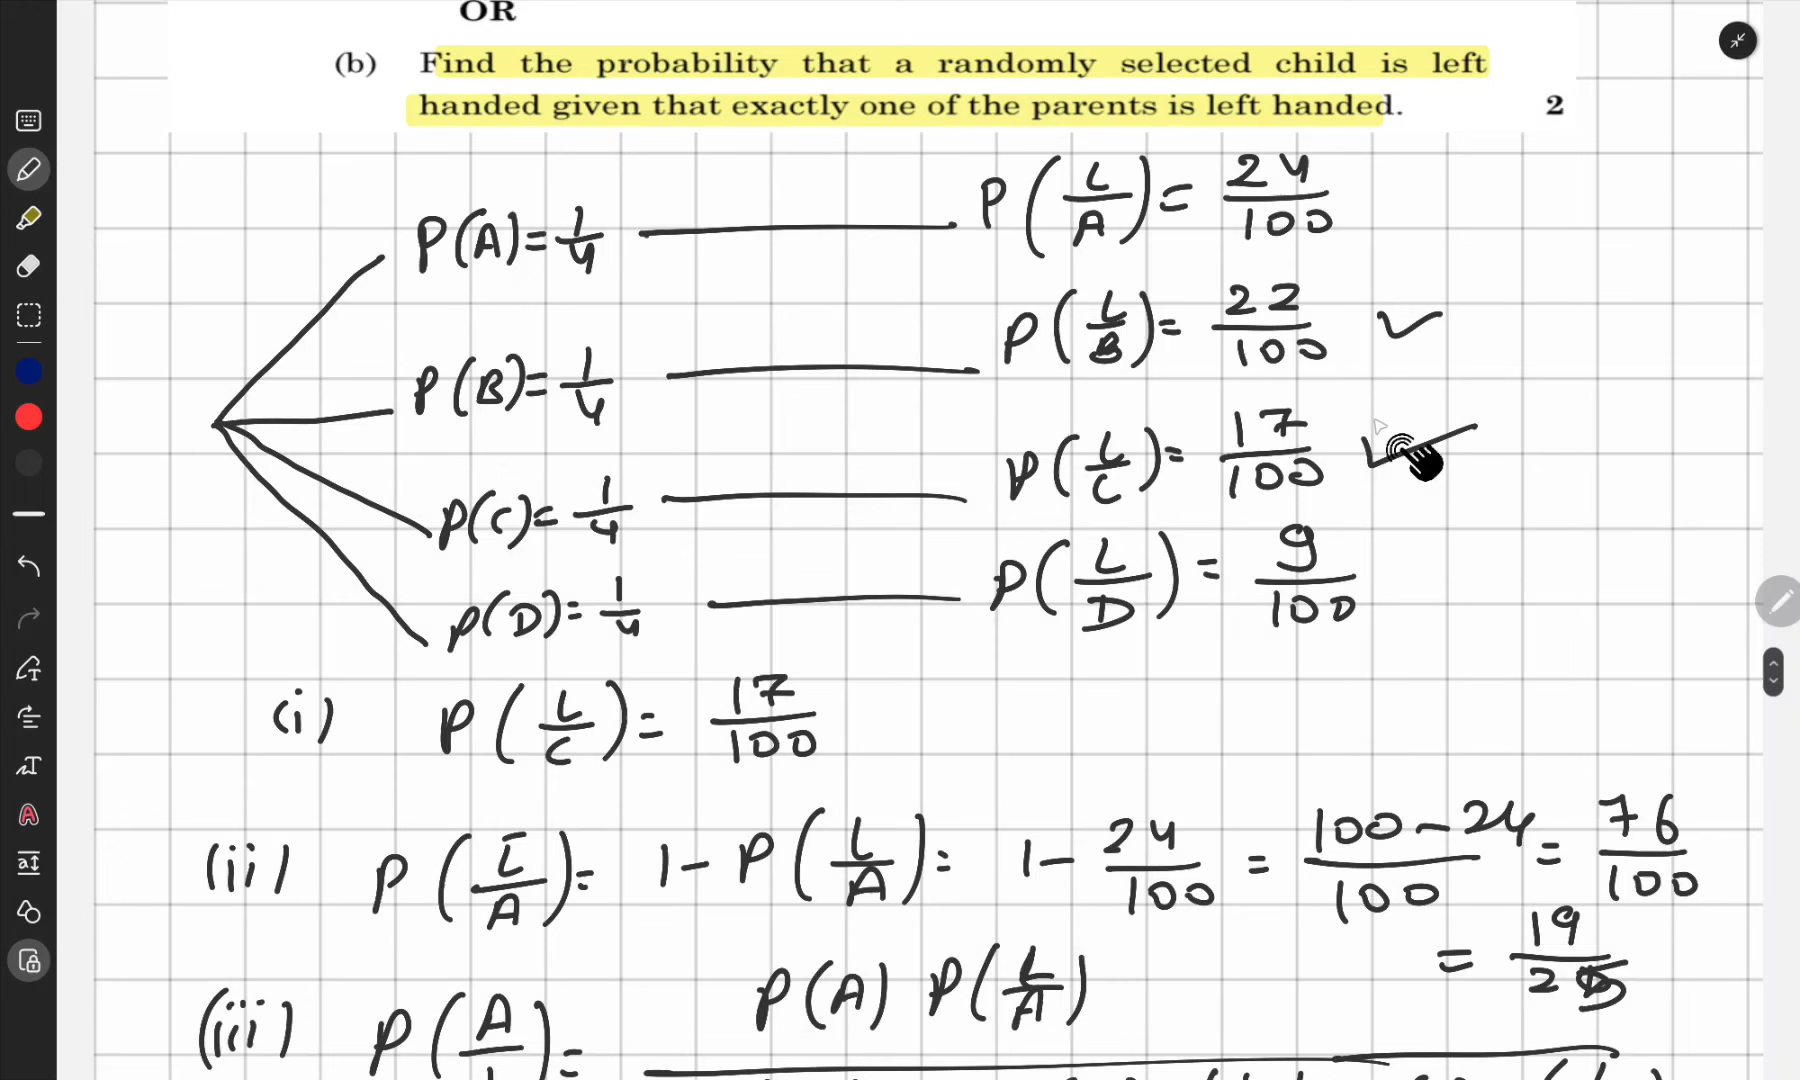 OR
(b) Find the probability that a randomly selected child is left
handed given that exactly one of the parents is left handed. 2
P(A)=1/4 P(L/A)=24/100
P(B)=1/4 P(L/B)=22/100 ✓
P(C)=1/4 P(L/C)=17/100 ✓
P(D)=1/4 P(L/D)=9/100
(i) P(L/C)=17/100
(ii) P(L̄/A)= 1-P(L/A)= 1-24/100 = 100-24/100 = 76/100
= 19/25
P(A) P(L/A)
(iii) P(A/ )=